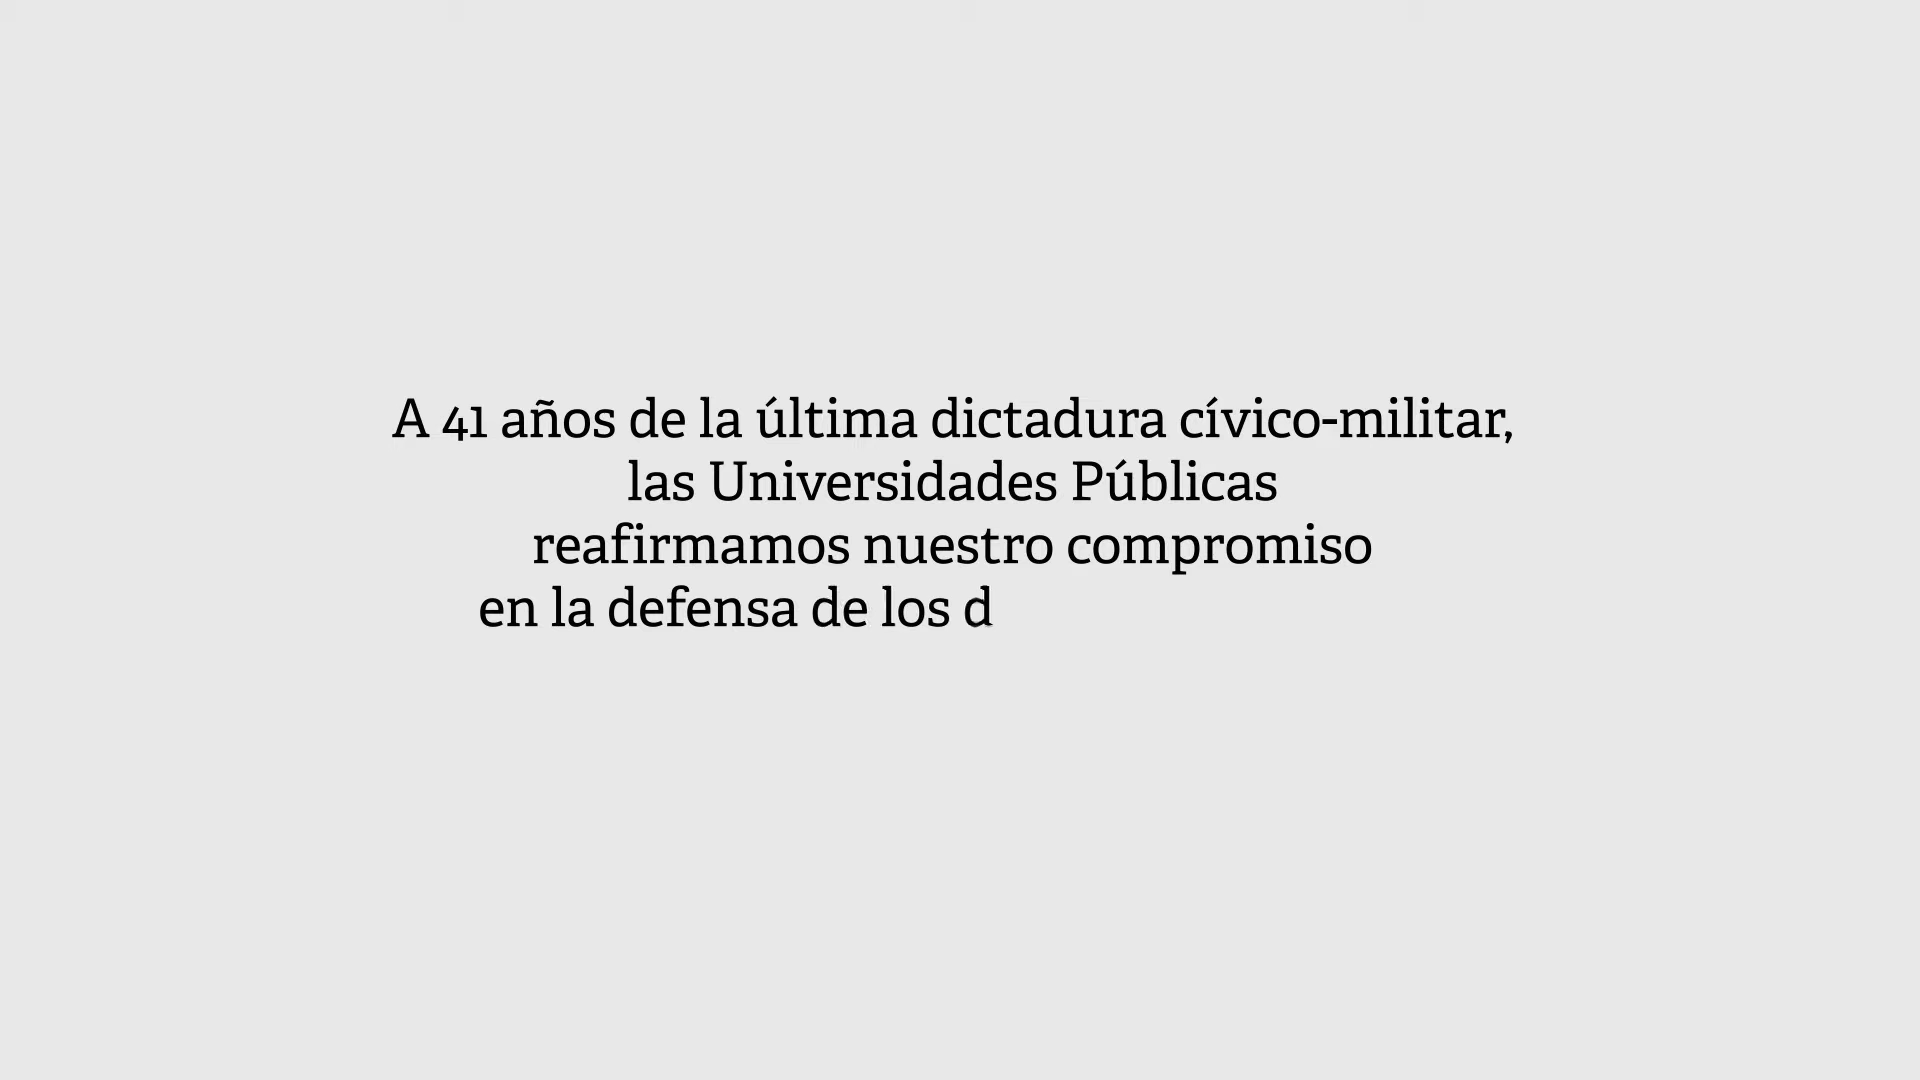 A 41 años de la última dictadura cívico-militar,
las Universidades Públicas
reafirmamos nuestro compromiso
en la defensa de los d